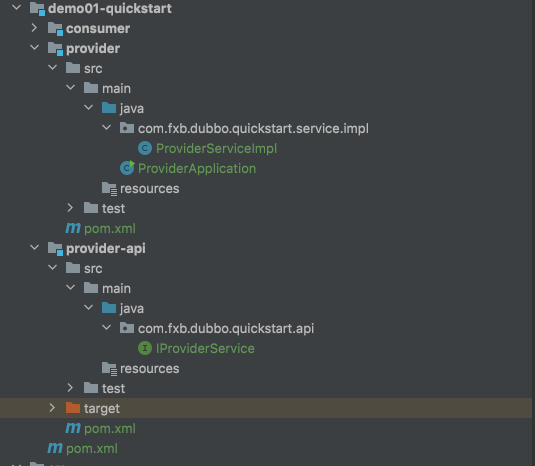 demo01-quickstart
consumer
provider
src
main
java
com.fxb.dubbo.quickstart.service.impl
C ProviderServiceImpl
C ProviderApplication
resources
test
m pom.xml
provider-api
src
main
java
com.fxb.dubbo.quickstart.api
I IProviderService
resources
test
target
m pom.xml
m pom.xml